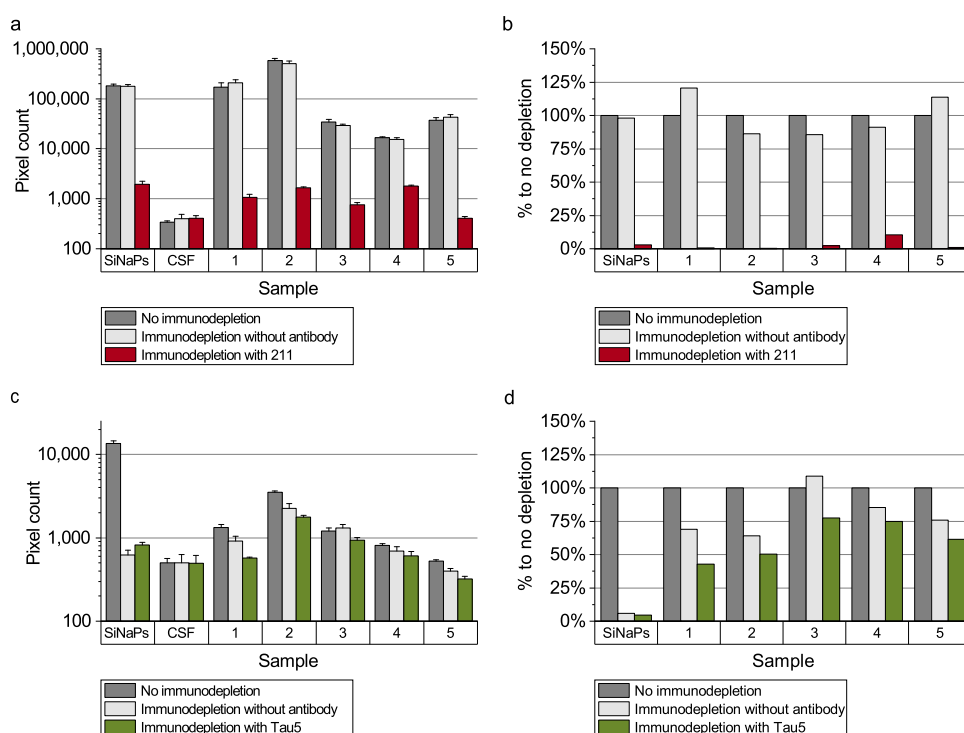 a
1,000,000
100,000
10,000
1,000
100
Pixel count
SiNaPs CSF 1 2 3 4 5
Sample
No immunodepletion
Immunodepletion without antibody
Immunodepletion with 211
b
150%
125%
100%
75%
50%
25%
0%
% to no depletion
SiNaPs 1 2 3 4 5
Sample
No immunodepletion
Immunodepletion without antibody
Immunodepletion with 211
c
10,000
1,000
100
Pixel count
SiNaPs CSF 1 2 3 4 5
Sample
No immunodepletion
Immunodepletion without antibody
Immunodepletion with Tau5
d
150%
125%
100%
75%
50%
25%
0%
% to no depletion
SiNaPs 1 2 3 4 5
Sample
No immunodepletion
Immunodepletion without antibody
Immunodepletion with Tau5